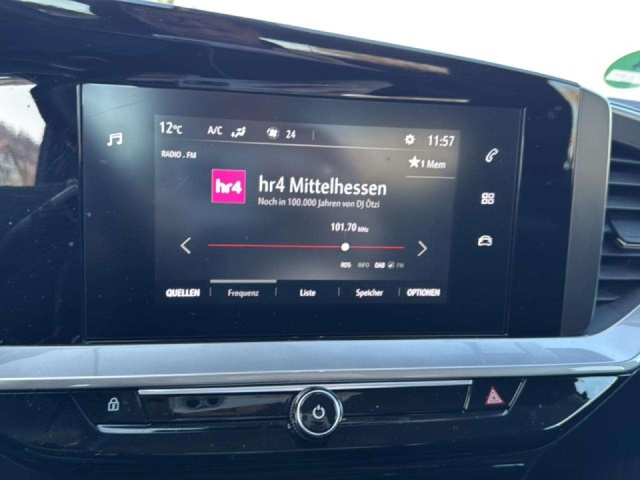 12°C A/C 24 11:57
RADIO . FM
★1 Mem
hr4
hr4 Mittelhessen
Noch in 100.000 Jahren von DJ Ötzi
101.70 MHz
RDS INFO DAB FM
QUELLEN Frequenz Liste Speicher OPTIONEN